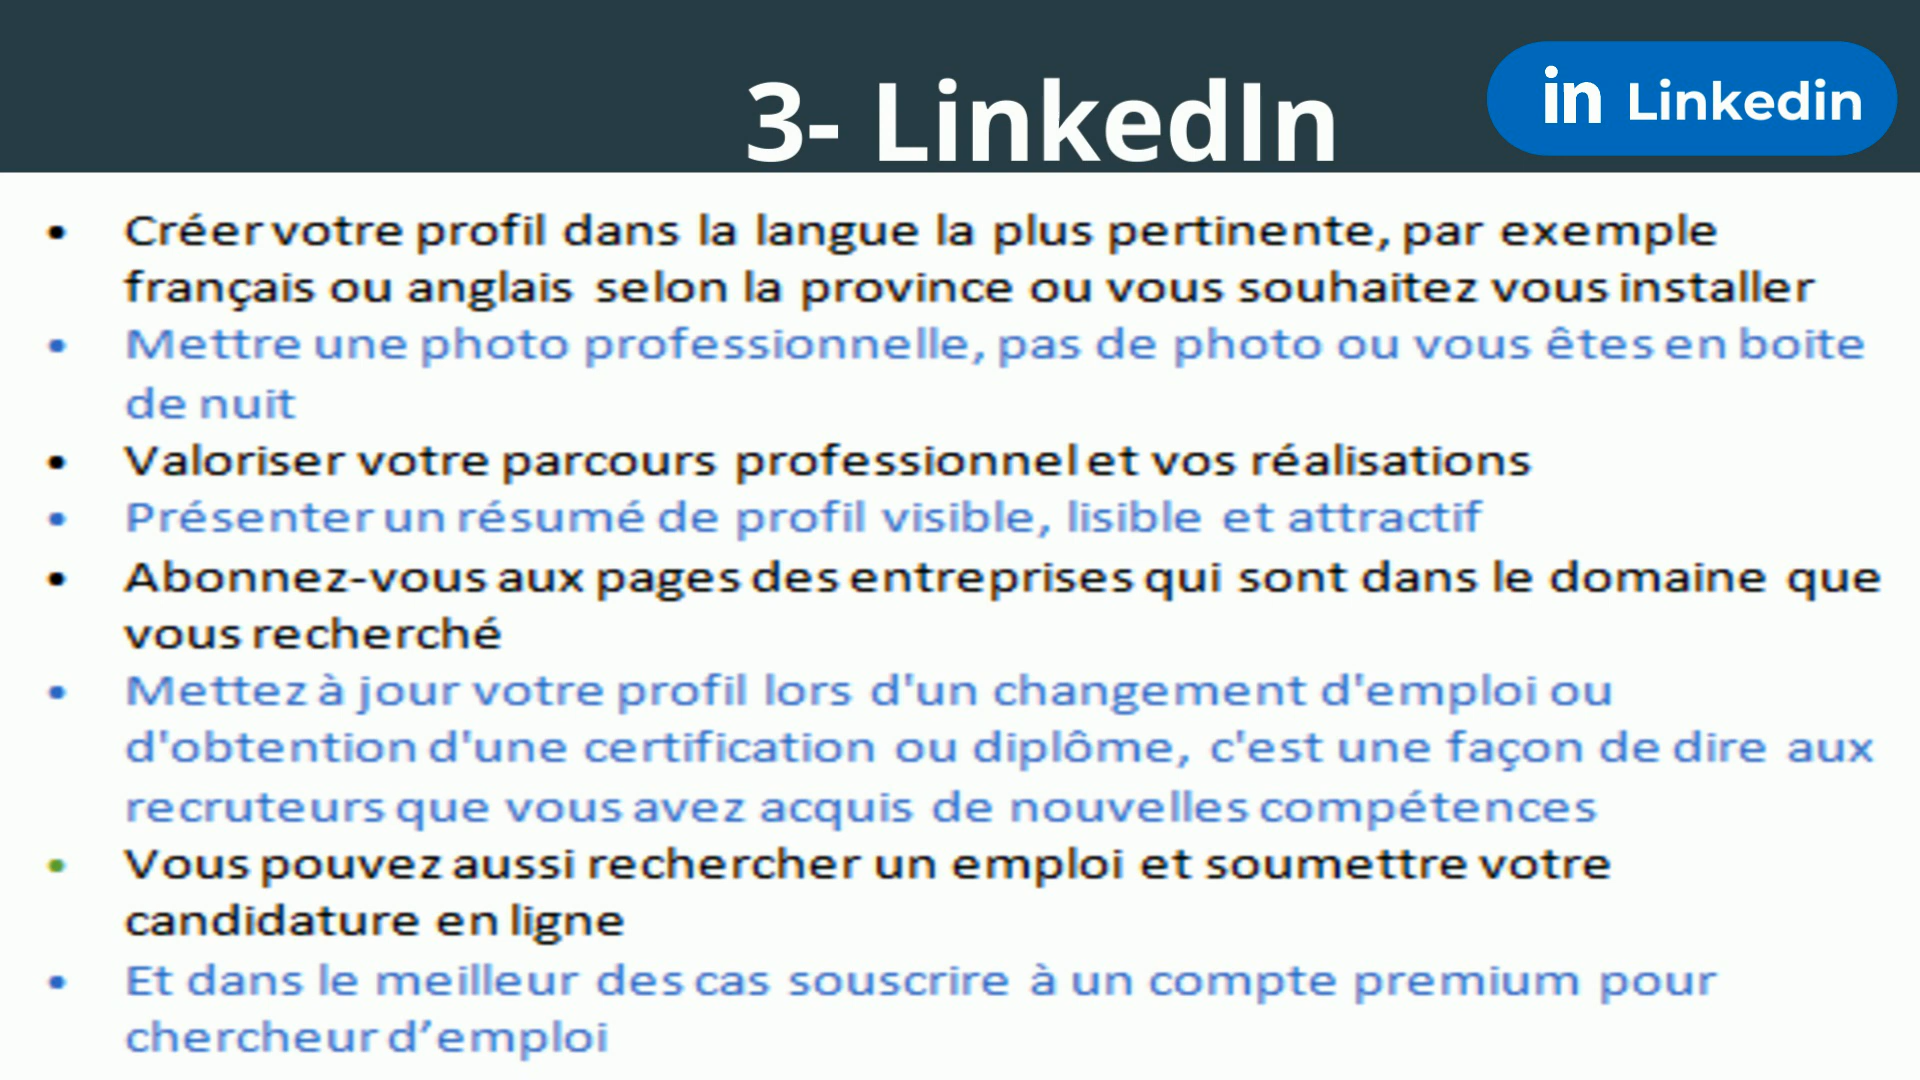 3- LinkedIn
in Linkedin
• Créer votre profil dans la langue la plus pertinente, par exemple
français ou anglais selon la province ou vous souhaitez vous installer
• Mettre une photo professionnelle, pas de photo ou vous êtes en boite
de nuit
• Valoriser votre parcours professionnel et vos réalisations
• Présenter un résumé de profil visible, lisible et attractif
• Abonnez-vous aux pages des entreprises qui sont dans le domaine que
vous recherché
• Mettez à jour votre profil lors d'un changement d'emploi ou
d'obtention d'une certification ou diplôme, c'est une façon de dire aux
recruteurs que vous avez acquis de nouvelles compétences
• Vous pouvez aussi rechercher un emploi et soumettre votre
candidature en ligne
• Et dans le meilleur des cas souscrire à un compte premium pour
chercheur d’emploi